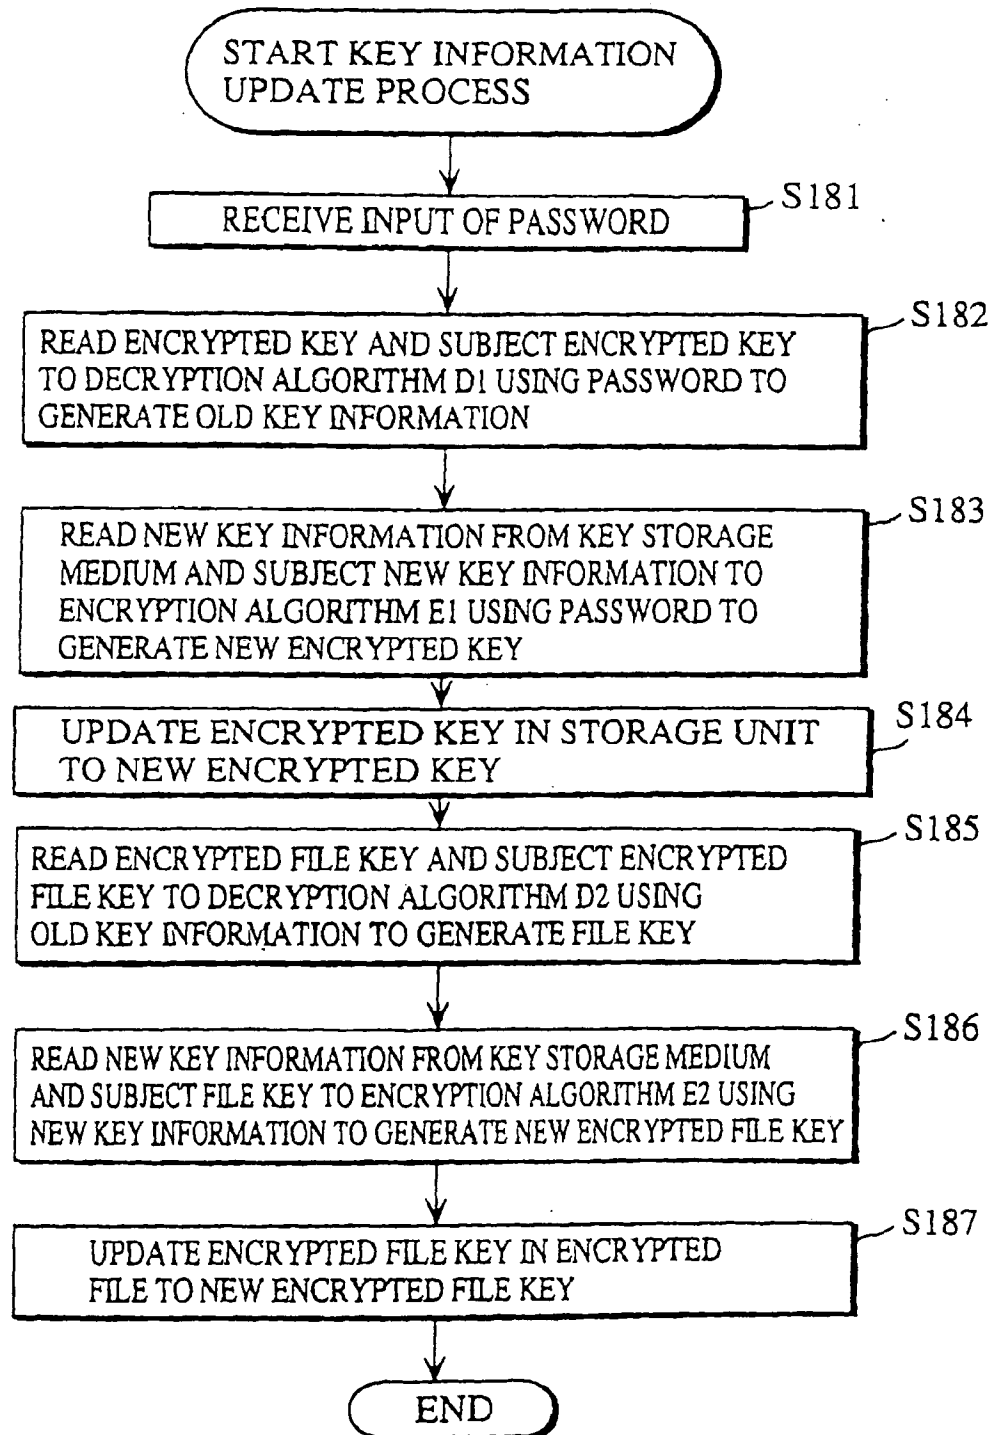 START KEY INFORMATION
UPDATE PROCESS
S181
RECEIVE INPUT OF PASSWORD
S182
READ ENCRYPTED KEY AND SUBJECT ENCRYPTED KEY
TO DECRYPTION ALGORITHM D1 USING PASSWORD TO
GENERATE OLD KEY INFORMATION
S183
READ NEW KEY INFORMATION FROM KEY STORAGE
MEDIUM AND SUBJECT NEW KEY INFORMATION TO
ENCRYPTION ALGORITHM E1 USING PASSWORD TO
GENERATE NEW ENCRYPTED KEY
S184
UPDATE ENCRYPTED KEY IN STORAGE UNIT
TO NEW ENCRYPTED KEY
S185
READ ENCRYPTED FILE KEY AND SUBJECT ENCRYPTED
FILE KEY TO DECRYPTION ALGORITHM D2 USING
OLD KEY INFORMATION TO GENERATE FILE KEY
S186
READ NEW KEY INFORMATION FROM KEY STORAGE MEDIUM
AND SUBJECT FILE KEY TO ENCRYPTION ALGORITHM E2 USING
NEW KEY INFORMATION TO GENERATE NEW ENCRYPTED FILE KEY
S187
UPDATE ENCRYPTED FILE KEY IN ENCRYPTED
FILE TO NEW ENCRYPTED FILE KEY
END